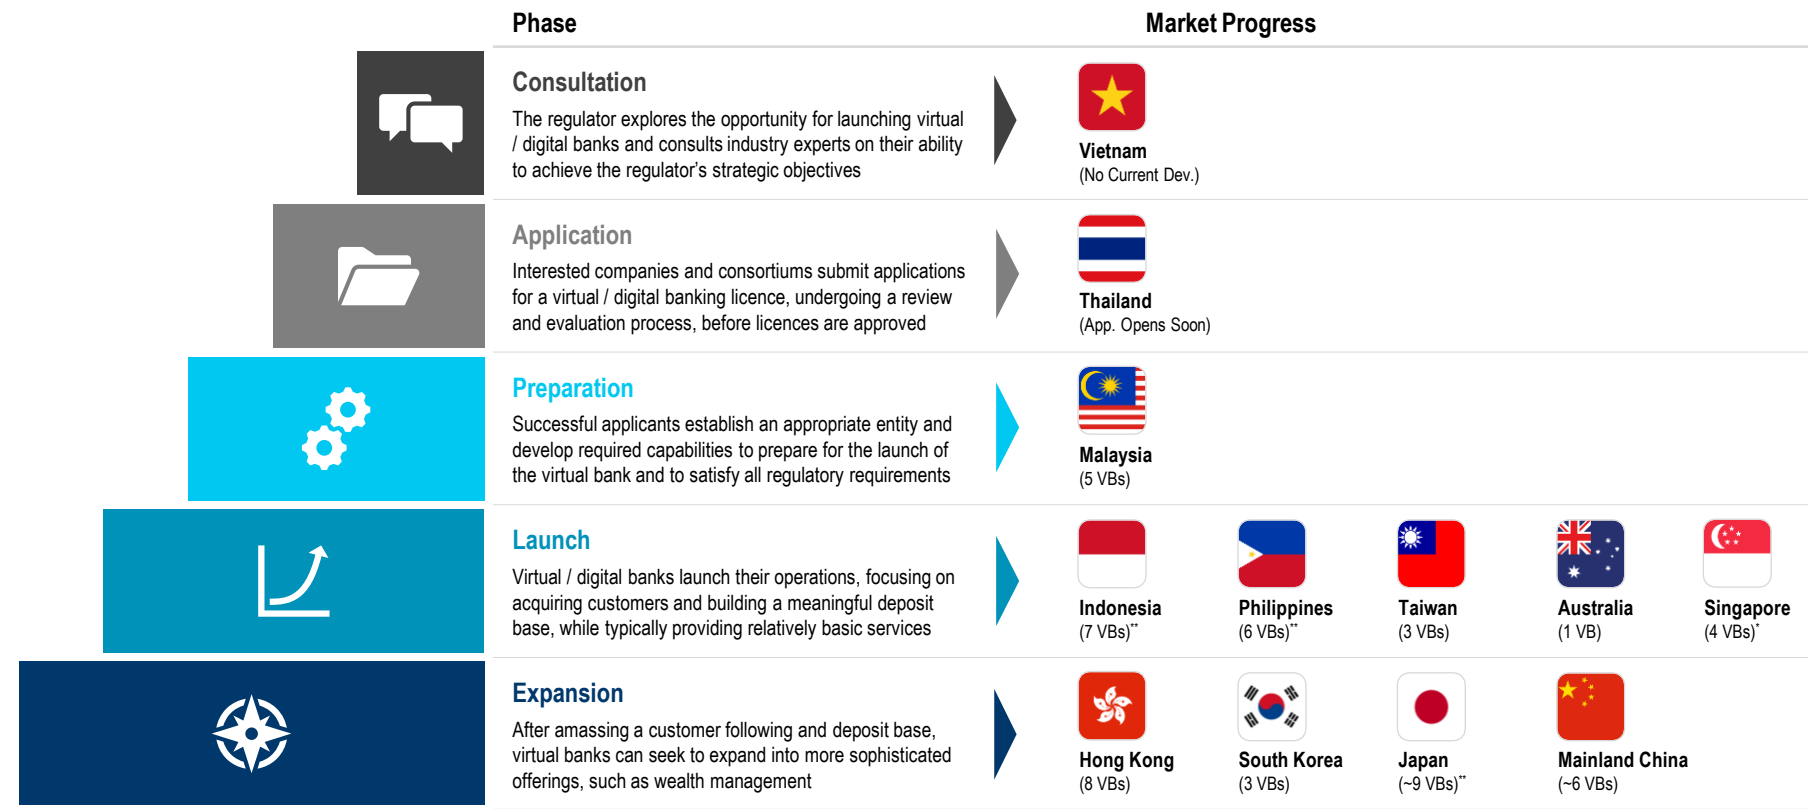 Phase
Market Progress
Consultation
The regulator explores the opportunity for launching virtual
/ digital banks and consults industry experts on their ability
to achieve the regulator's strategic objectives
Vietnam
(No Current Dev.)
Application
Interested companies and consortiums submit applications
for a virtual / digital banking licence, undergoing a review
and evaluation process, before licences are approved
Thailand
(App. Opens Soon)
Preparation
Successful applicants establish an appropriate entity and
develop required capabilities to prepare for the launch of
the virtual bank and to satisfy all regulatory requirements
Malaysia
(5 VBs)
Launch
Virtual / digital banks launch their operations, focusing on
acquiring customers and building a meaningful deposit
base, while typically providing relatively basic services
Indonesia
(7 VBs)**
Philippines
(6 VBs)**
Taiwan
(3 VBs)
Australia
(1 VB)
Singapore
(4 VBs)*
Expansion
After amassing a customer following and deposit base,
virtual banks can seek to expand into more sophisticated
offerings, such as wealth management
Hong Kong
(8 VBs)
South Korea
(3 VBs)
Japan
(~9 VBs)**
Mainland China
(~6 VBs)